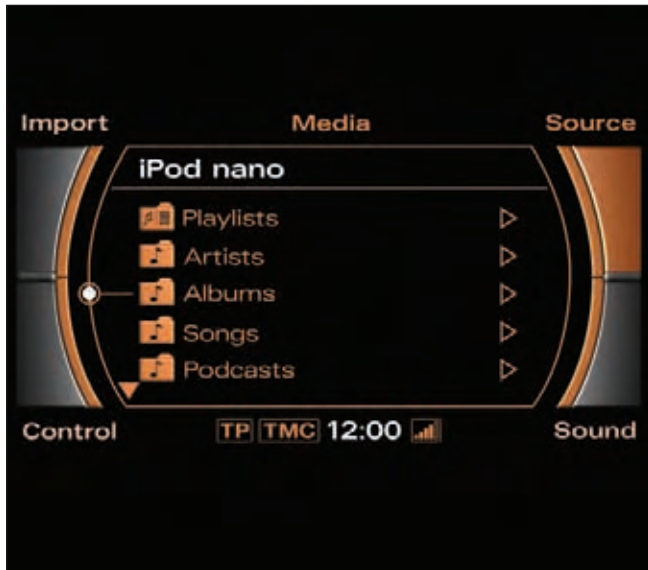 Import Media Source
iPod nano
Playlists
Artists
Albums
Songs
Podcasts
Control TP TMC 12:00 Sound